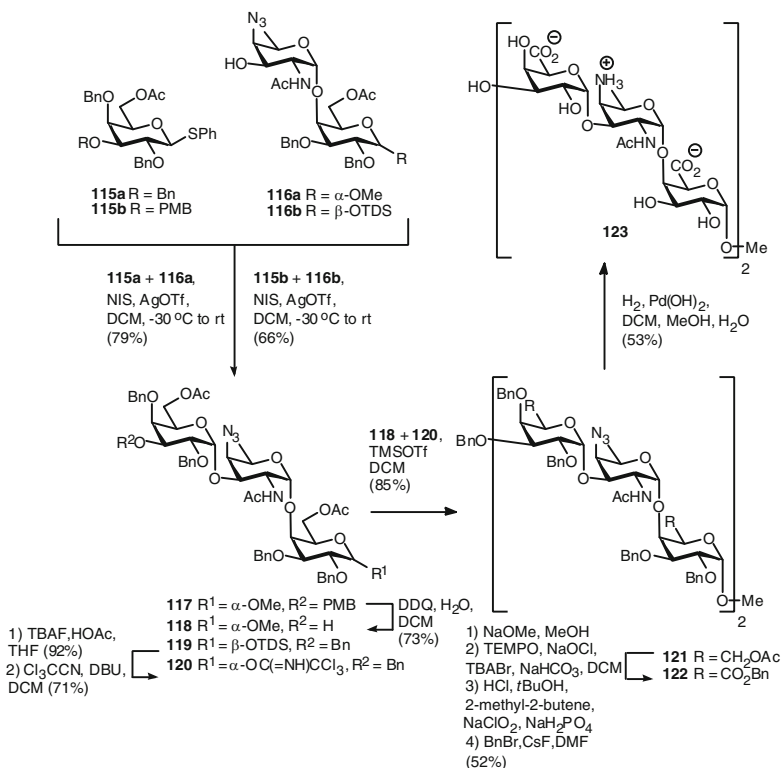 N3
HO
O
AcHN
O
OAc
O
BnO
BnO
R
116a R = α-OMe
116b R = β-OTDS
BnO
OAc
O
SPh
RO
BnO
115a R = Bn
115b R = PMB
HO
CO2
⊖
O
HO
HO
O
⊕
NH3
O
AcHN
O
CO2
⊖
O
HO
HO
O
Me
2
123
115a + 116a,
NIS, AgOTf,
DCM, -30 °C to rt
(79%)
115b + 116b,
NIS, AgOTf,
DCM, -30 °C to rt
(66%)
H2, Pd(OH)2,
DCM, MeOH, H2O
(53%)
BnO
OAc
O
R2O
BnO
O
N3
O
AcHN
O
OAc
O
BnO
BnO
R1
118 + 120,
TMSOTf
DCM
(85%)
BnO
R
O
BnO
BnO
O
N3
O
AcHN
O
R
O
BnO
BnO
O
Me
2
117 R1 = α-OMe, R2 = PMB
118 R1 = α-OMe, R2 = H
119 R1 = β-OTDS, R2 = Bn
120 R1 = α-OC(=NH)CCl3, R2 = Bn
DDQ, H2O,
DCM
(73%)
1) TBAF,HOAc,
THF (92%)
2) Cl3CCN, DBU,
DCM (71%)
1) NaOMe, MeOH
2) TEMPO, NaOCl,
TBABr, NaHCO3, DCM
3) HCl, tBuOH,
2-methyl-2-butene,
NaClO2, NaH2PO4
4) BnBr,CsF,DMF
(52%)
121 R = CH2OAc
122 R = CO2Bn